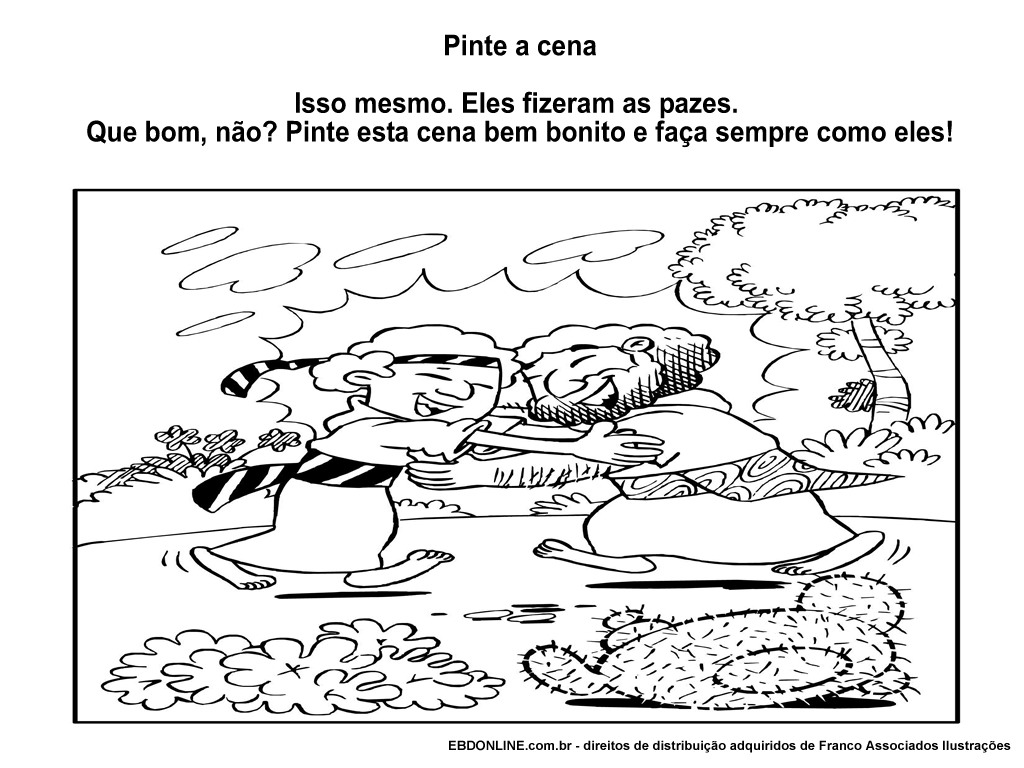 Pinte a cena
Isso mesmo. Eles fizeram as pazes.
Que bom, não? Pinte esta cena bem bonito e faça sempre como eles!
EBDONLINE.com.br - direitos de distribuição adquiridos de Franco Associados Ilustrações